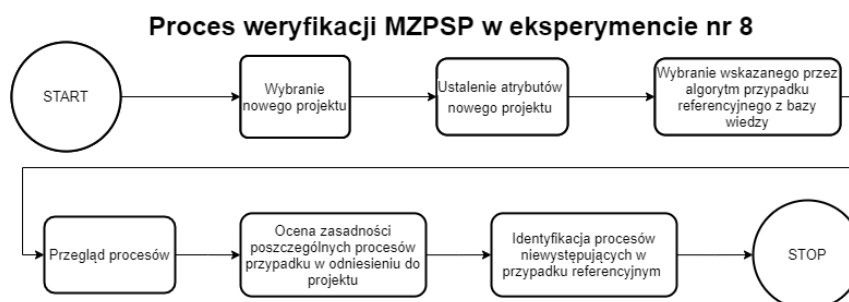 Proces weryfikacji MZPSP w eksperymencie nr 8
START
Wybranie
nowego projektu
Ustalenie atrybutów
nowego projektu
Wybranie wskazanego przez
algorytm przypadku
referencyjnego z bazy
wiedzy
Przegląd procesów
Ocena zasadności
poszczególnych procesów
przypadku w odniesieniu do
projektu
Identyfikacja procesów
niewystępujących w
przypadku referencyjnym
STOP